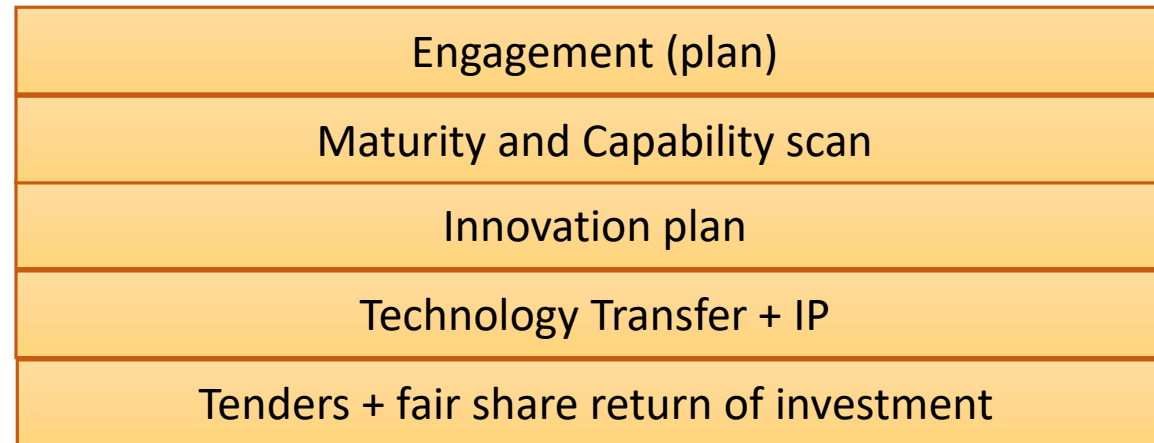 Engagement (plan)
Maturity and Capability scan
Innovation plan
Technology Transfer + IP
Tenders + fair share return of investment